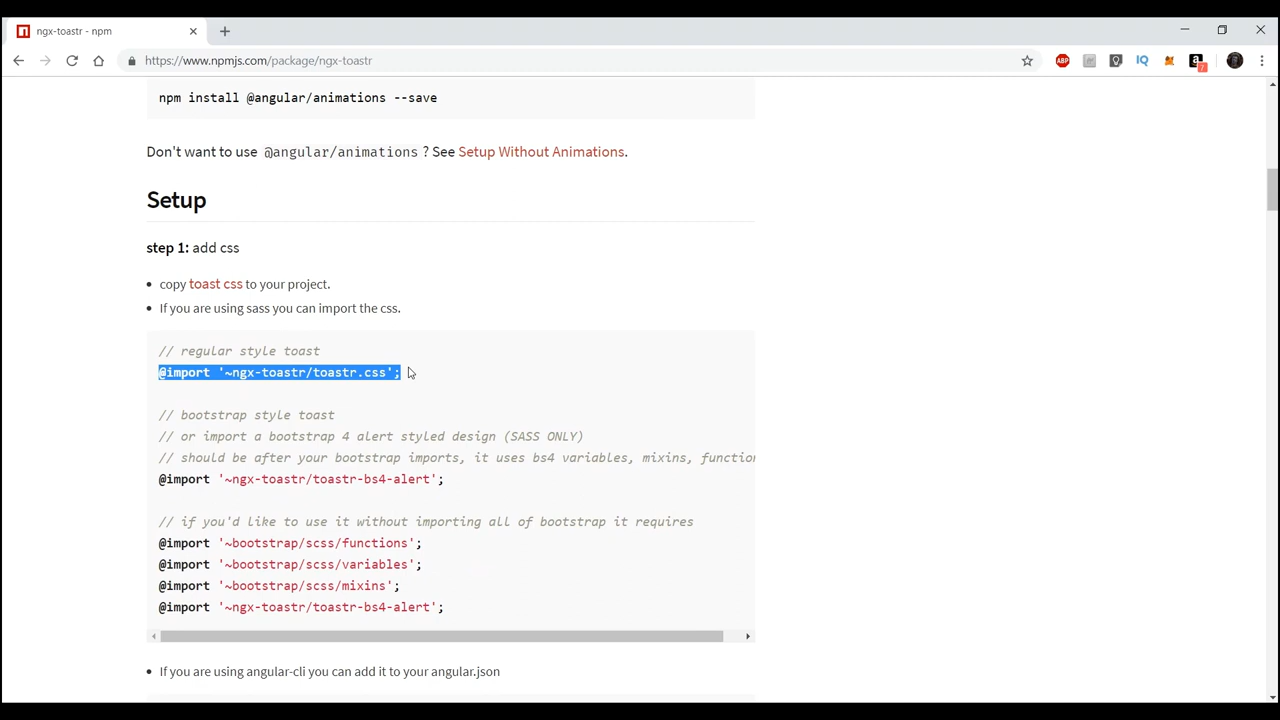 ngx-toastr - npm
https://www.npmjs.com/package/ngx-toastr
ABP
IQ
a
7
npm install @angular/animations --save
Don't want to use @angular/animations ? See Setup Without Animations.
Setup
step 1: add css
copy toast css to your project.
If you are using sass you can import the css.
// regular style toast
@import '~ngx-toastr/toastr.css';
// bootstrap style toast
// or import a bootstrap 4 alert styled design (SASS ONLY)
// should be after your bootstrap imports, it uses bs4 variables, mixins, function
@import '~ngx-toastr/toastr-bs4-alert';
// if you'd like to use it without importing all of bootstrap it requires
@import '~bootstrap/scss/functions';
@import '~bootstrap/scss/variables';
@import '~bootstrap/scss/mixins';
@import '~ngx-toastr/toastr-bs4-alert';
If you are using angular-cli you can add it to your angular.json